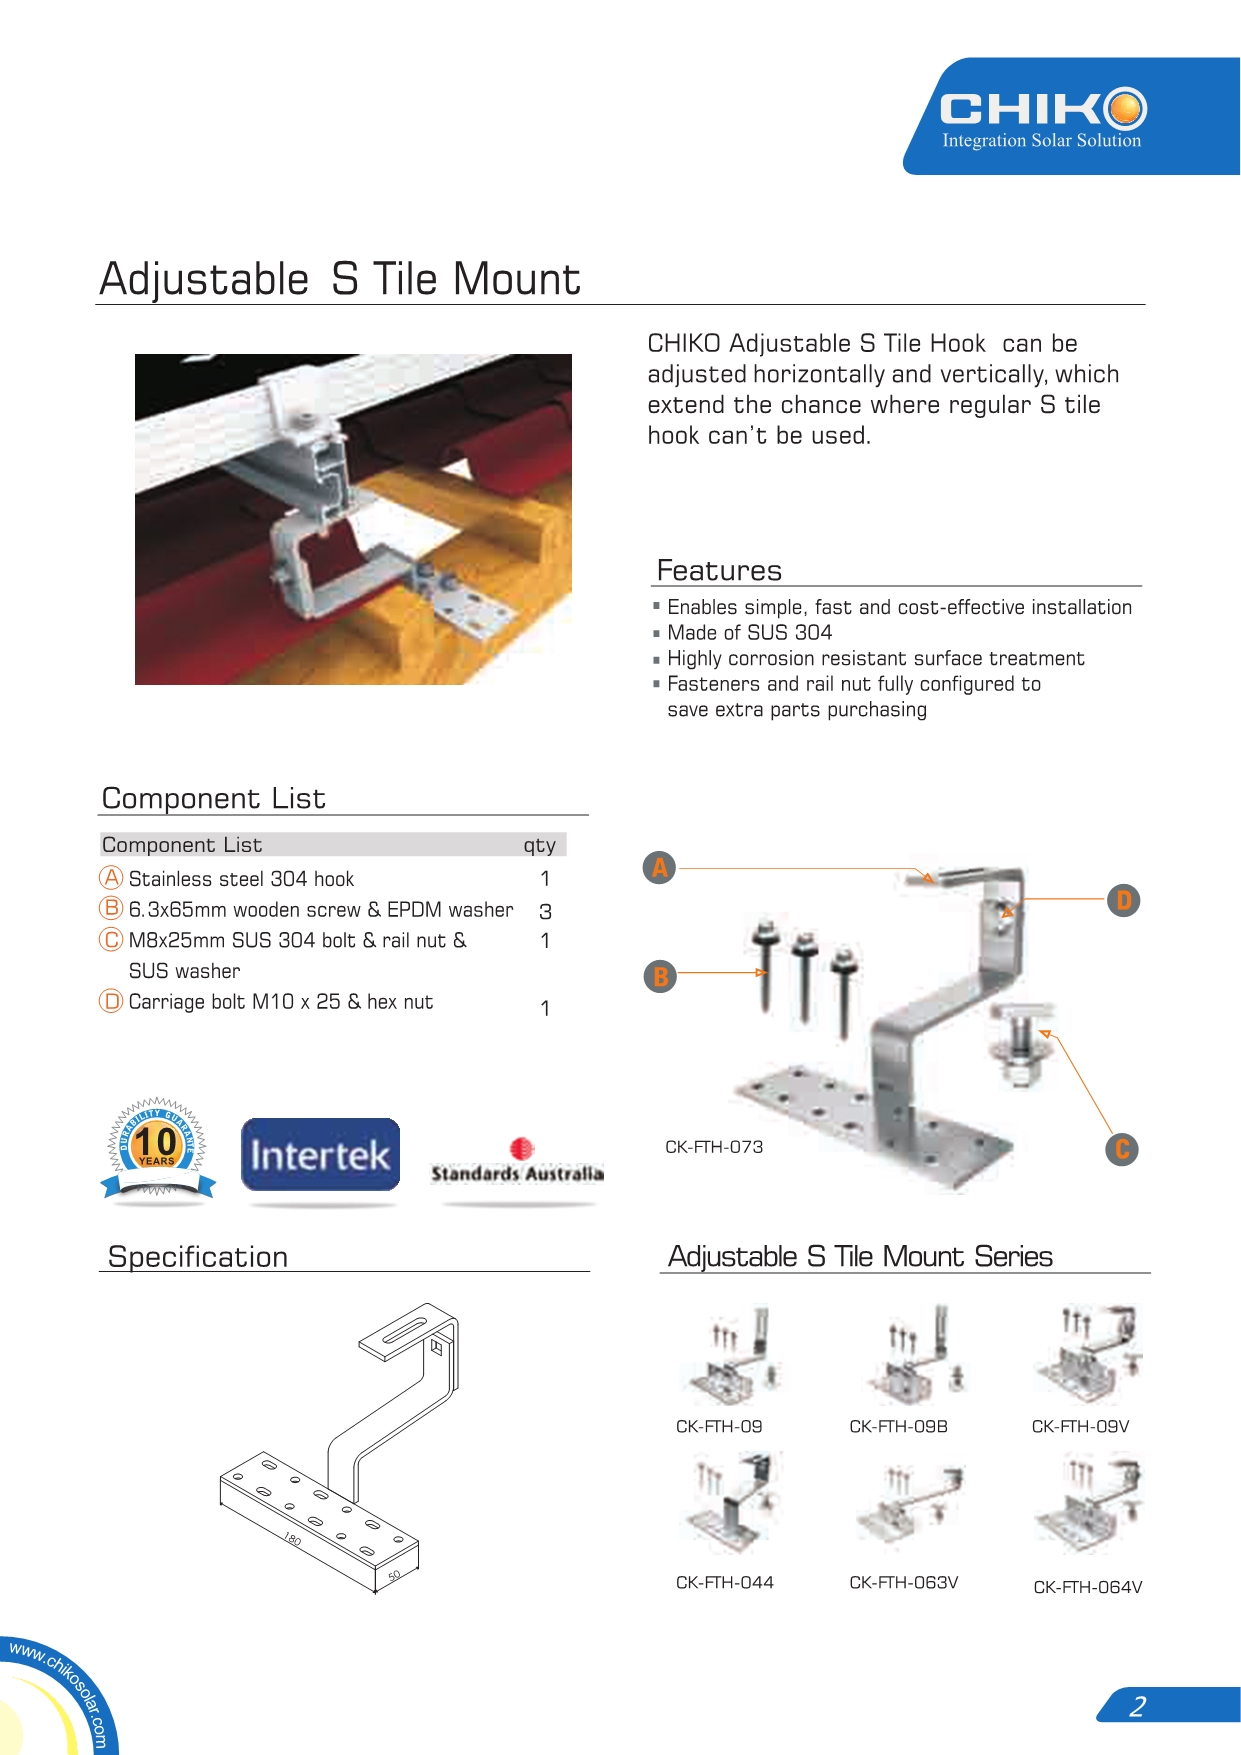 CHIKO
Integration Solar Solution
Adjustable S Tile Mount
CHIKO Adjustable S Tile Hook can be
adjusted horizontally and vertically, which
extend the chance where regular S tile
hook can't be used.
Features
Enables simple, fast and cost-effective installation
Made of SUS 304
Highly corrosion resistant surface treatment
Fasteners and rail nut fully configured to
save extra parts purchasing
Component List
Component List qty
A Stainless steel 304 hook 1
B 6.3x65mm wooden screw & EPDM washer 3
C M8x25mm SUS 304 bolt & rail nut & 1
SUS washer
D Carriage bolt M10 x 25 & hex nut 1
A
D
B
C
CK-FTH-073
DURABILITY GUARANTE
10
YEARS
Intertek
Standards Australia
Specification
180
50
Adjustable S Tile Mount Series
CK-FTH-09
CK-FTH-09B
CK-FTH-09V
CK-FTH-044
CK-FTH-063V
CK-FTH-064V
www.chikosolar.com
2